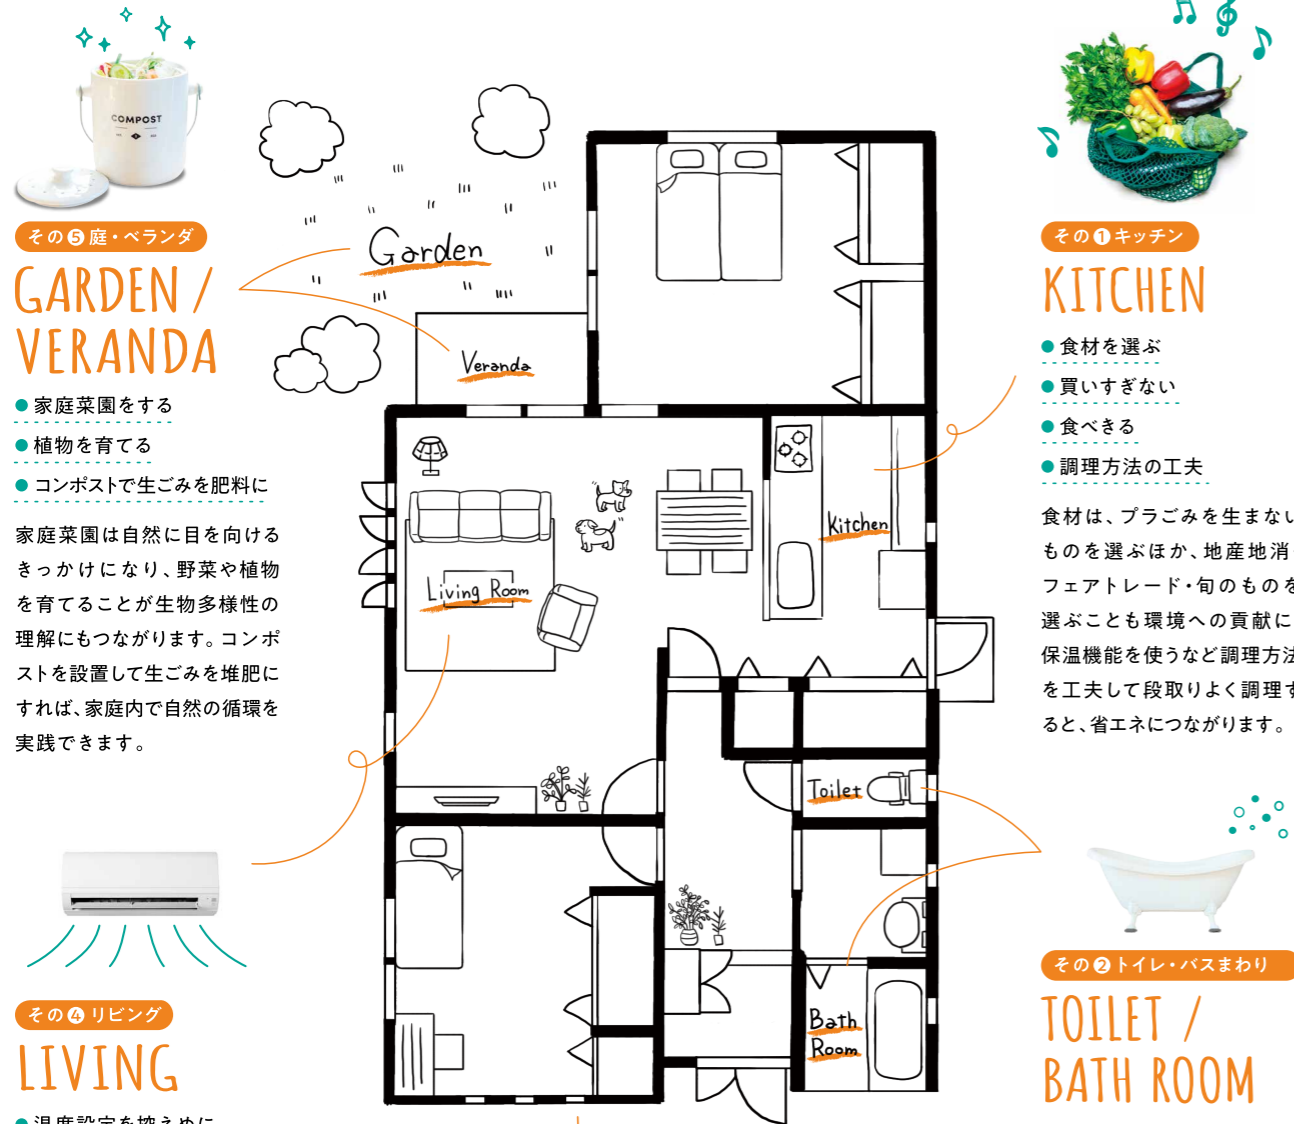 COMPOST
その5庭・ベランダ
GARDEN /
VERANDA
家庭菜園をする
植物を育てる
コンポストで生ごみを肥料に
家庭菜園は自然に目を向ける
きっかけになり、野菜や植物
を育てることが生物多様性の
理解にもつながります。コンポ
ストを設置して生ごみを堆肥に
すれば、家庭内で自然の循環を
実践できます。
その4リビング
LIVING
温度設定を控えめに
Garden
Veranda
Living Room
Kitchen
Toilet
Bath
Room
その1キッチン
KITCHEN
食材を選ぶ
買いすぎない
食べきる
調理方法の工夫
食材は、プラごみを生まない
ものを選ぶほか、地産地消・
フェアトレード・旬のものを
選ぶことも環境への貢献に
保温機能を使うなど調理方法
を工夫して段取りよく調理す
ると、省エネにつながります。
その2トイレ・バスまわり
TOILET /
BATH ROOM